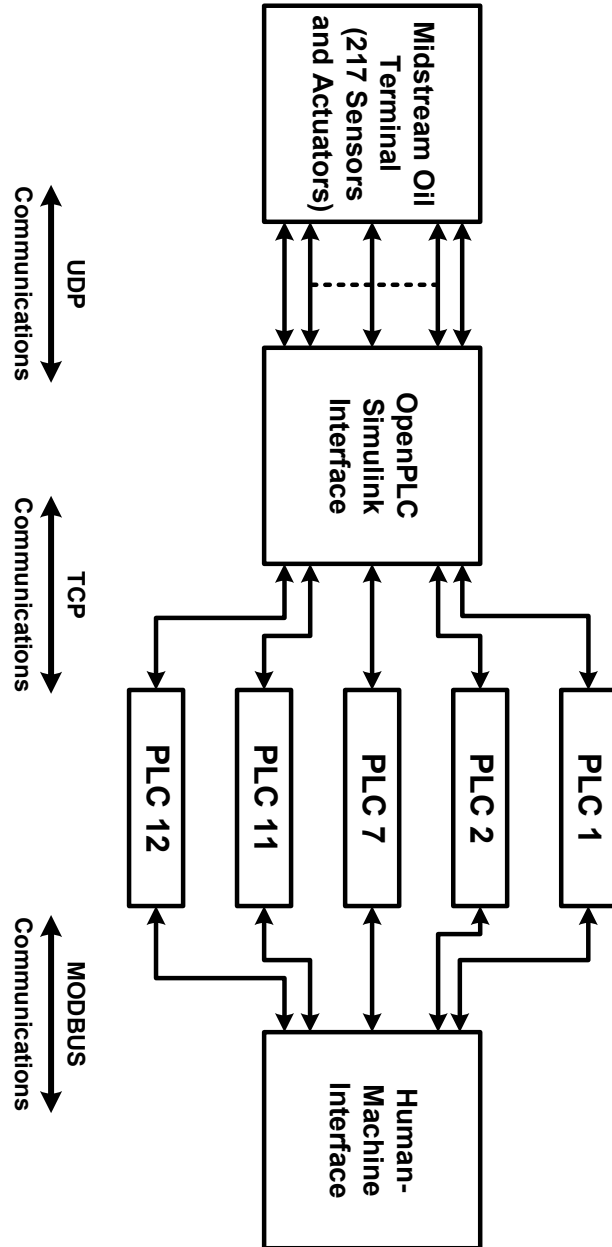 Midstream Oil
Terminal
(217 Sensors
and Actuators)
OpenPLC
Simulink
Interface
PLC 1
PLC 2
PLC 7
PLC 11
PLC 12
Human-
Machine
Interface
UDP
Communications
TCP
Communications
MODBUS
Communications